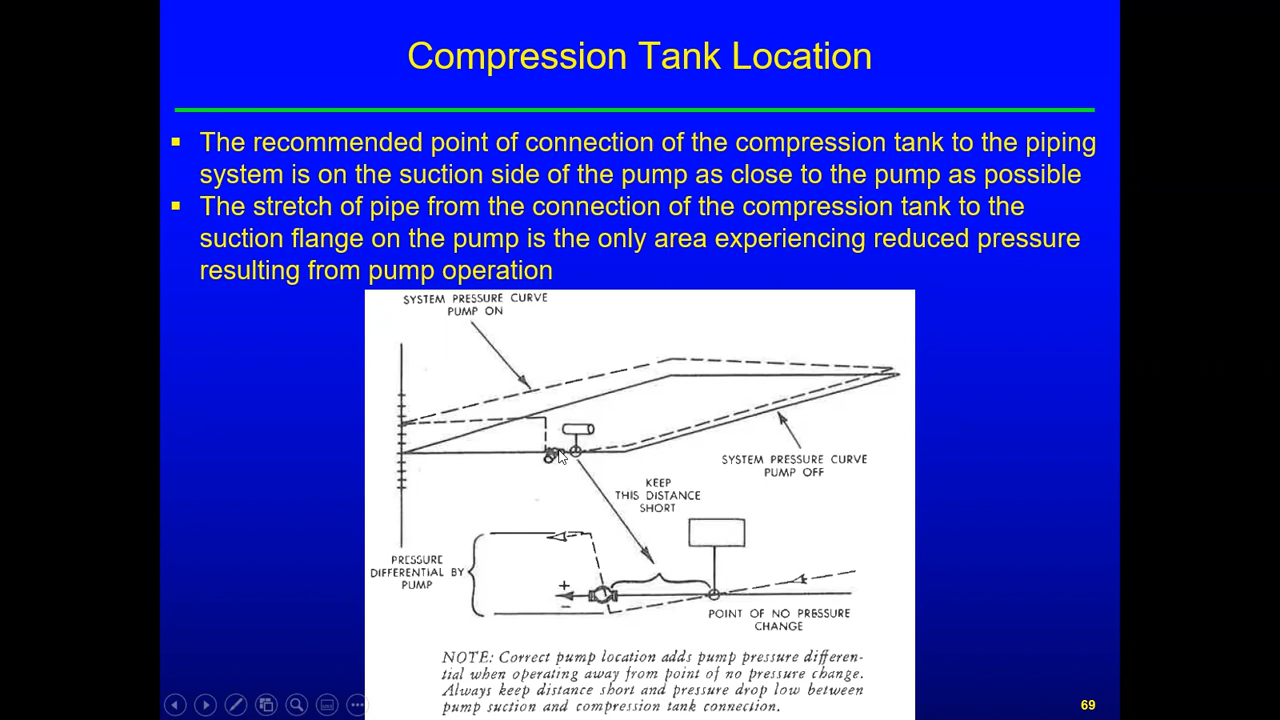 Compression Tank Location
▪ The recommended point of connection of the compression tank to the piping
system is on the suction side of the pump as close to the pump as possible
▪ The stretch of pipe from the connection of the compression tank to the
suction flange on the pump is the only area experiencing reduced pressure
resulting from pump operation
SYSTEM PRESSURE CURVE
PUMP ON
SYSTEM PRESSURE CURVE
PUMP OFF
KEEP
THIS DISTANCE
SHORT
PRESSURE
DIFFERENTIAL BY
PUMP
+
−
POINT OF NO PRESSURE
CHANGE
NOTE: Correct pump location adds pump pressure differen-
tial when operating away from point of no pressure change.
Always keep distance short and pressure drop low between
pump suction and compression tank connection.
69